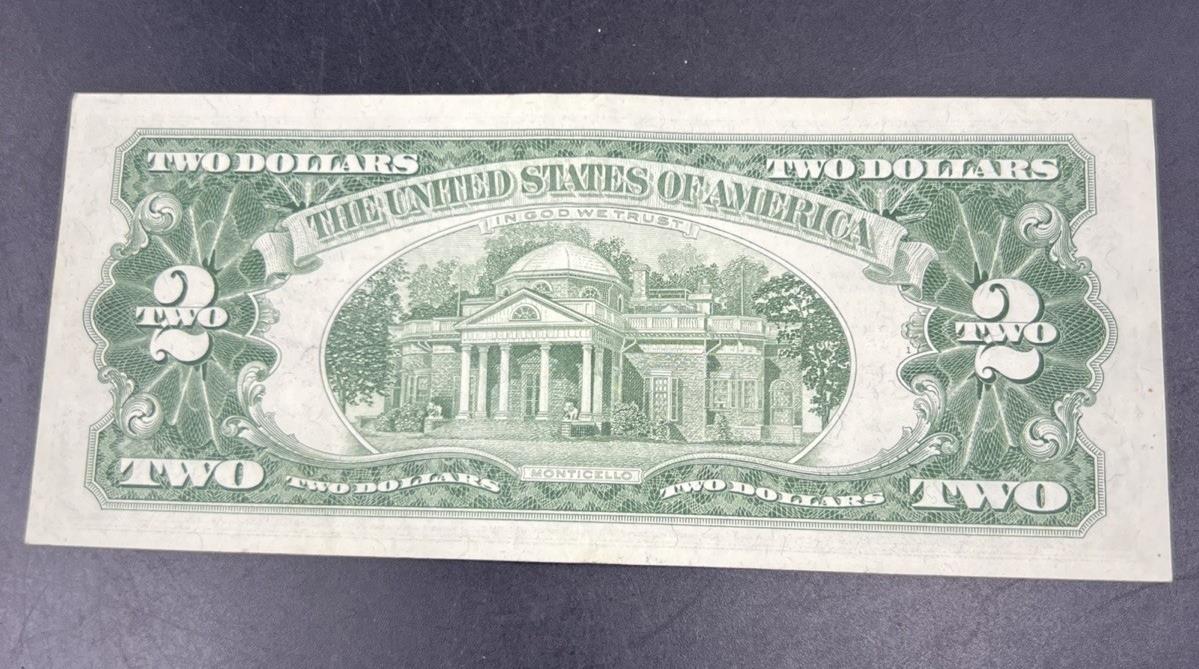 TWO DOLLARS
TWO DOLLARS
THE UNITED STATES OF AMERICA
IN GOD WE TRUST
2
TWO
2
TWO
MONTICELLO
TWO
TWO DOLLARS
TWO DOLLARS
TWO